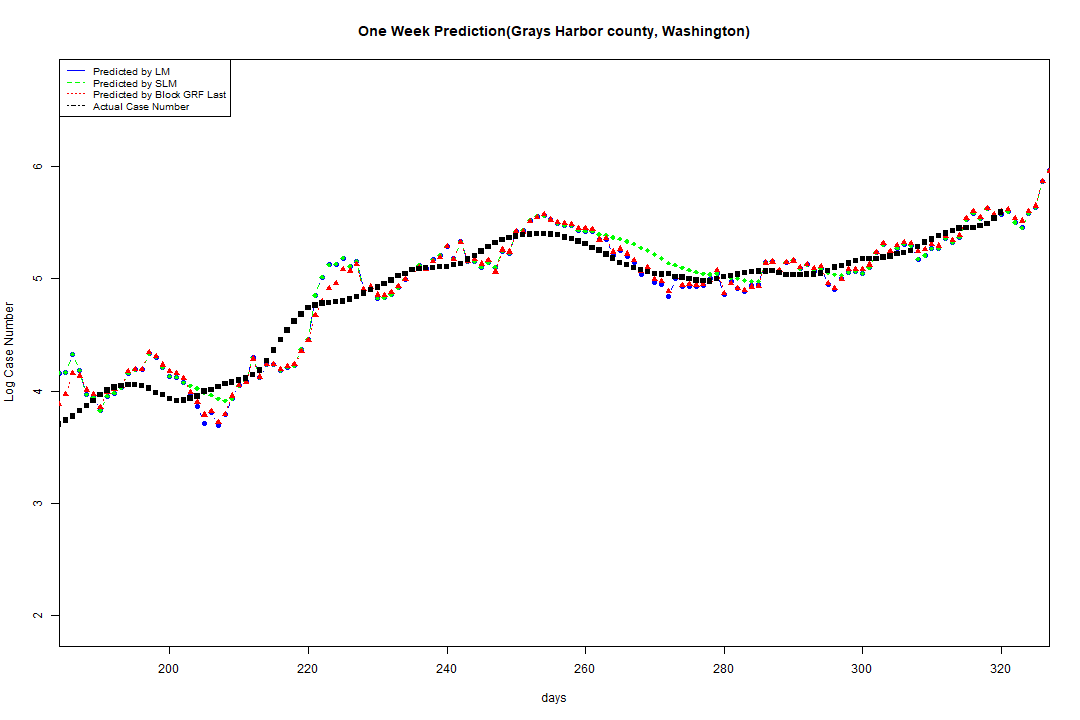 One Week Prediction(Grays Harbor county, Washington)
Predicted by LM
Predicted by SLM
Predicted by Block GRF Last
Actual Case Number
6
5
4
3
2
Log Case Number
200
220
240
260
280
300
320
days